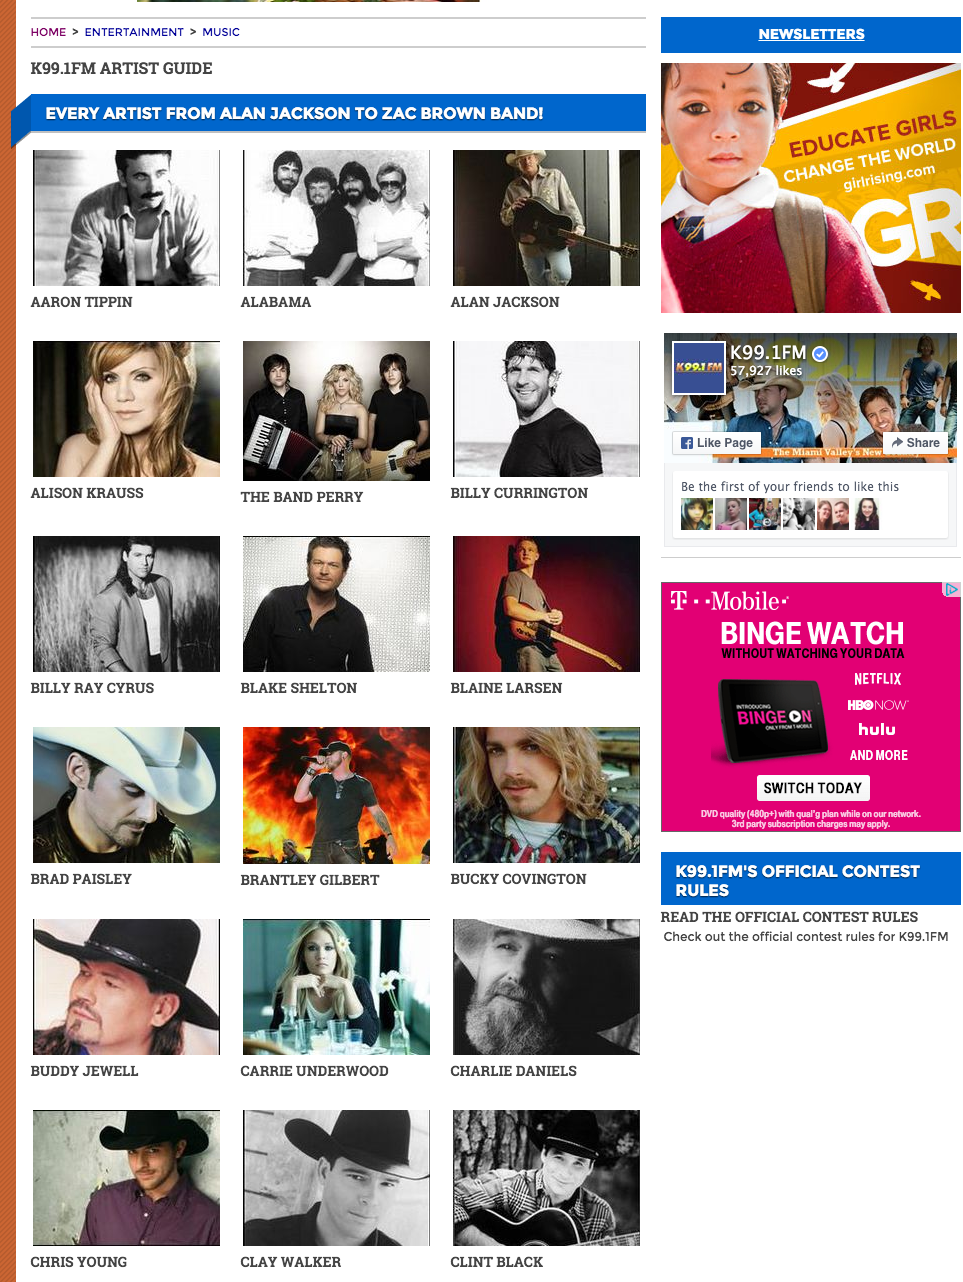 HOME > ENTERTAINMENT > MUSIC
K99.1FM ARTIST GUIDE
EVERY ARTIST FROM ALAN JACKSON TO ZAC BROWN BAND!
AARON TIPPIN
ALABAMA
ALAN JACKSON
ALISON KRAUSS
THE BAND PERRY
BILLY CURRINGTON
BILLY RAY CYRUS
BLAKE SHELTON
BLAINE LARSEN
BRAD PAISLEY
BRANTLEY GILBERT
BUCKY COVINGTON
BUDDY JEWELL
CARRIE UNDERWOOD
CHARLIE DANIELS
CHRIS YOUNG
CLAY WALKER
CLINT BLACK
NEWSLETTERS
EDUCATE GIRLS
CHANGE THE WORLD
girlrising.com
GR
K99.1FM
K99.1FM
57,927 likes
Like Page
Share
The Miami Valley's New
Be the first of your friends to like this
T··Mobile·
BINGE WATCH
WITHOUT WATCHING YOUR DATA
INTRODUCING
BINGE ON
ONLY FROM T-MOBILE
NETFLIX
HBO NOW
hulu
AND MORE
SWITCH TODAY
DVD quality (480p+) with qual'g plan while on our network.
3rd party subscription charges may apply.
K99.1FM'S OFFICIAL CONTEST
RULES
READ THE OFFICIAL CONTEST RULES
Check out the official contest rules for K99.1FM